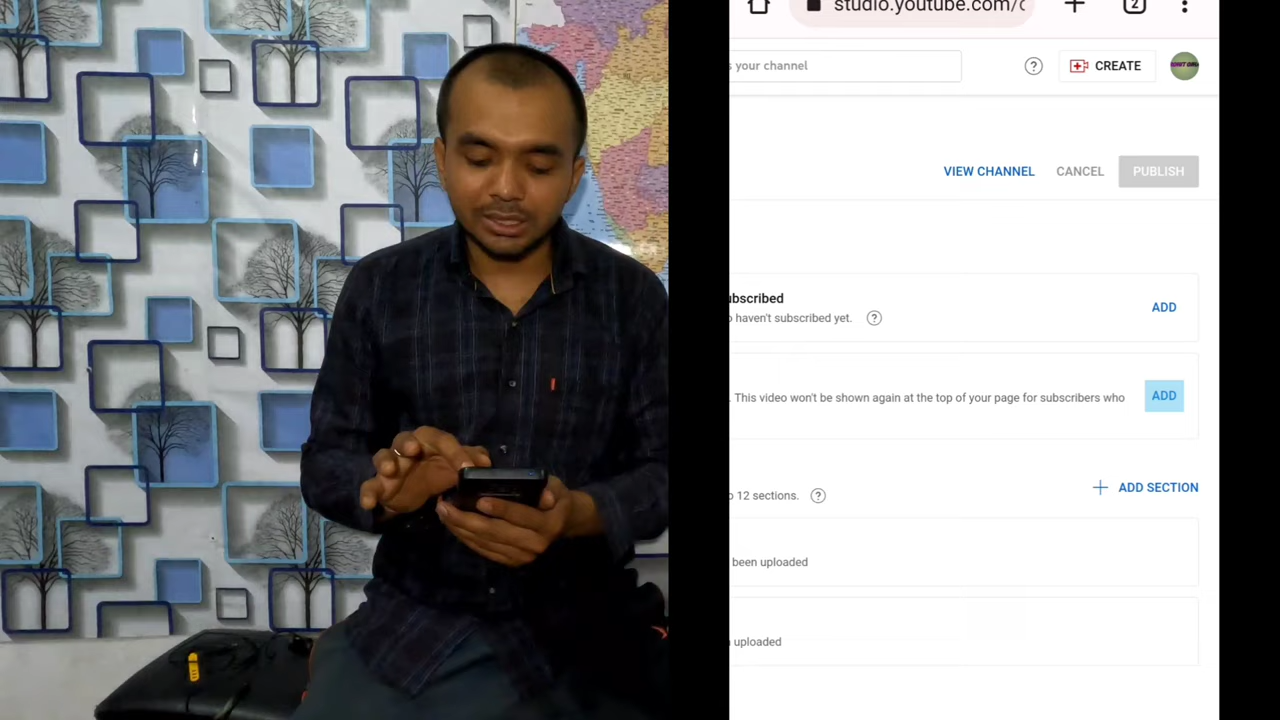 studio.youtube.com/c
2
s your channel
CREATE
VIEW CHANNEL
CANCEL
PUBLISH
ubscribed
o haven't subscribed yet.
ADD
. This video won't be shown again at the top of your page for subscribers who
ADD
o 12 sections.
ADD SECTION
been uploaded
n uploaded